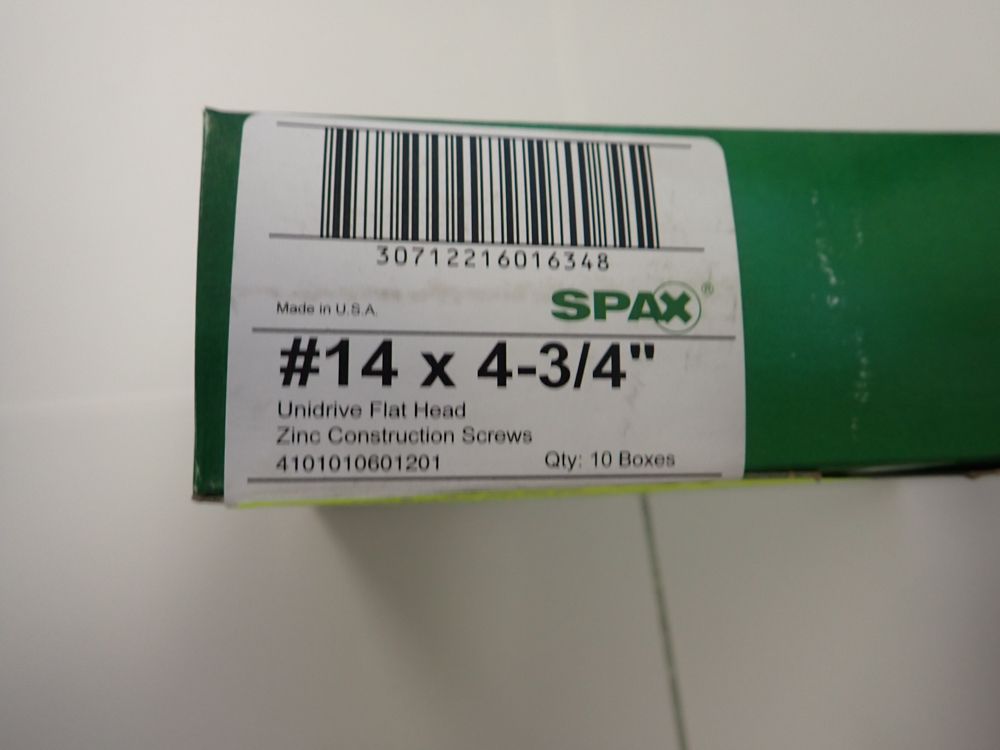 30712216016348
Made in U.S.A.
SPAX®
#14 x 4-3/4"
Unidrive Flat Head
Zinc Construction Screws
4101010601201 Qty: 10 Boxes